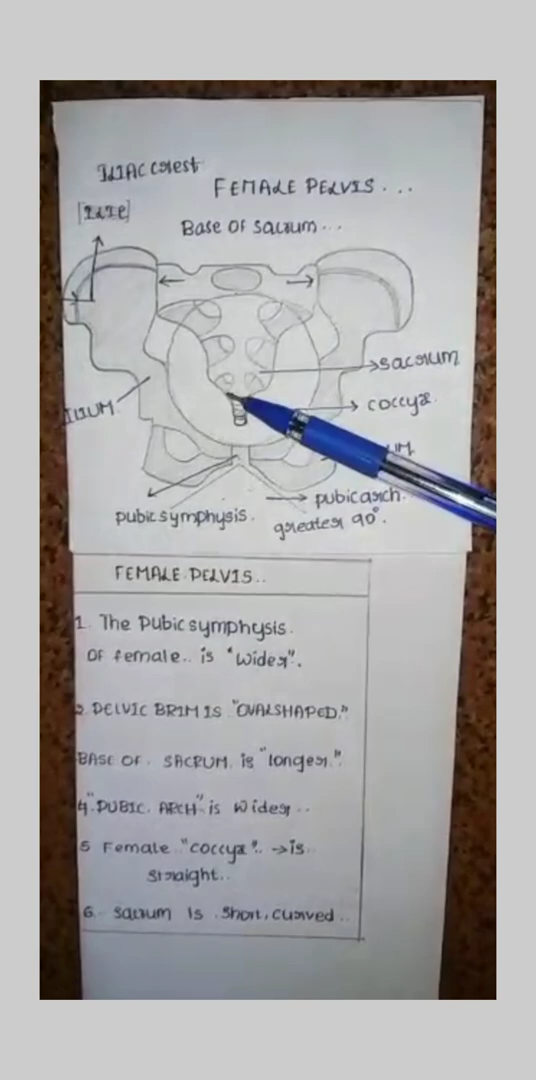 ILIAC crest
FEMALE PELVIS...
Base of sacrum...
sacrum
coccyx.
ILIUM
UM
pubic symphysis.
pubic arch.
greater 90°.
FEMALE PELVIS..
1. The Pubic symphysis.
of female.. is "wider".
2. PELVIC BRIM IS "OVALSHAPED."
BASE OF. SACRUM. is "longer."
4 "PUBIC. ARCH" is wider..
5 Female "coccyx".. →is.
straight..
6. sacrum is short, curved..